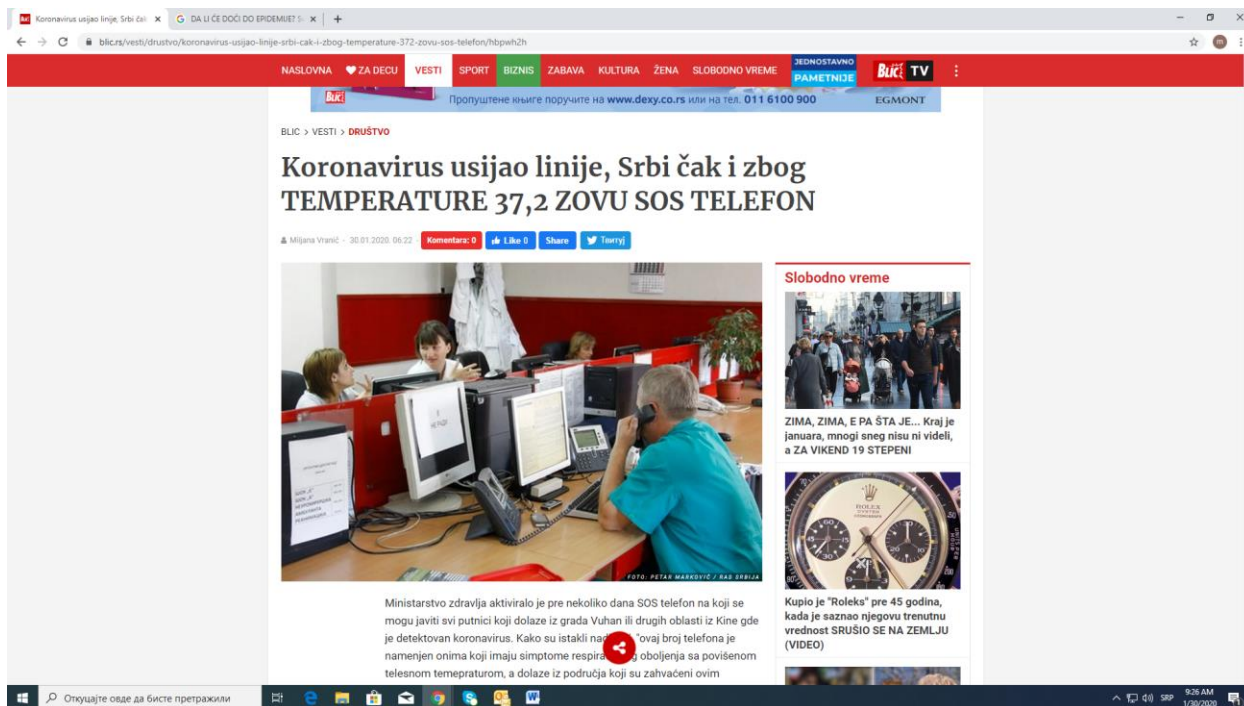 Koronavirus usijao linije, Srbi čak
DA LI ĆE DOĆI DO EPIDEMIJE?
blic.rs/vesti/drustvo/koronavirus-usijao-linije-srbi-cak-i-zbog-temperature-372-zovu-sos-telefon/hbpwh2h
NASLOVNA ZA DECU VESTI SPORT BIZNIS ZABAVA KULTURA ŽENA SLOBODNO VREME JEDNOSTAVNO PAMETNIJE Blic TV
Blic Пропуштене књиге поручите на www.dexy.co.rs или на тел. 011 6100 900 EGMONT
BLIC > VESTI > DRUŠTVO
Koronavirus usijao linije, Srbi čak i zbog
TEMPERATURE 37,2 ZOVU SOS TELEFON
Miljana Vranić - 30.01.2020. 06:22 - Komentara: 0 Like 0 Share Твитуј
НЕ РАДИ
FOTO: PETAR MARKOVIĆ / RAS SRBIJA
Ministarstvo zdravlja aktiviralo je pre nekoliko dana SOS telefon na koji se
mogu javiti svi putnici koji dolaze iz grada Vuhan ili drugih oblasti iz Kine gde
je detektovan koronavirus. Kako su istakli "ovaj broj telefona je
namenjen onima koji imaju simptome oboljenja sa povišenom
telesnom temepraturom, a dolaze iz područja koji su zahvaćeni ovim
Slobodno vreme
ZIMA, ZIMA, E PA ŠTA JE... Kraj je
januara, mnogi sneg nisu ni videli,
a ZA VIKEND 19 STEPENI
ROLEX
Kupio je "Roleks" pre 45 godina,
kada je saznao njegovu trenutnu
vrednost SRUŠIO SE NA ZEMLJU
(VIDEO)
Откуцајте овде да бисте претражили
SRP
9:26 AM
1/30/2020